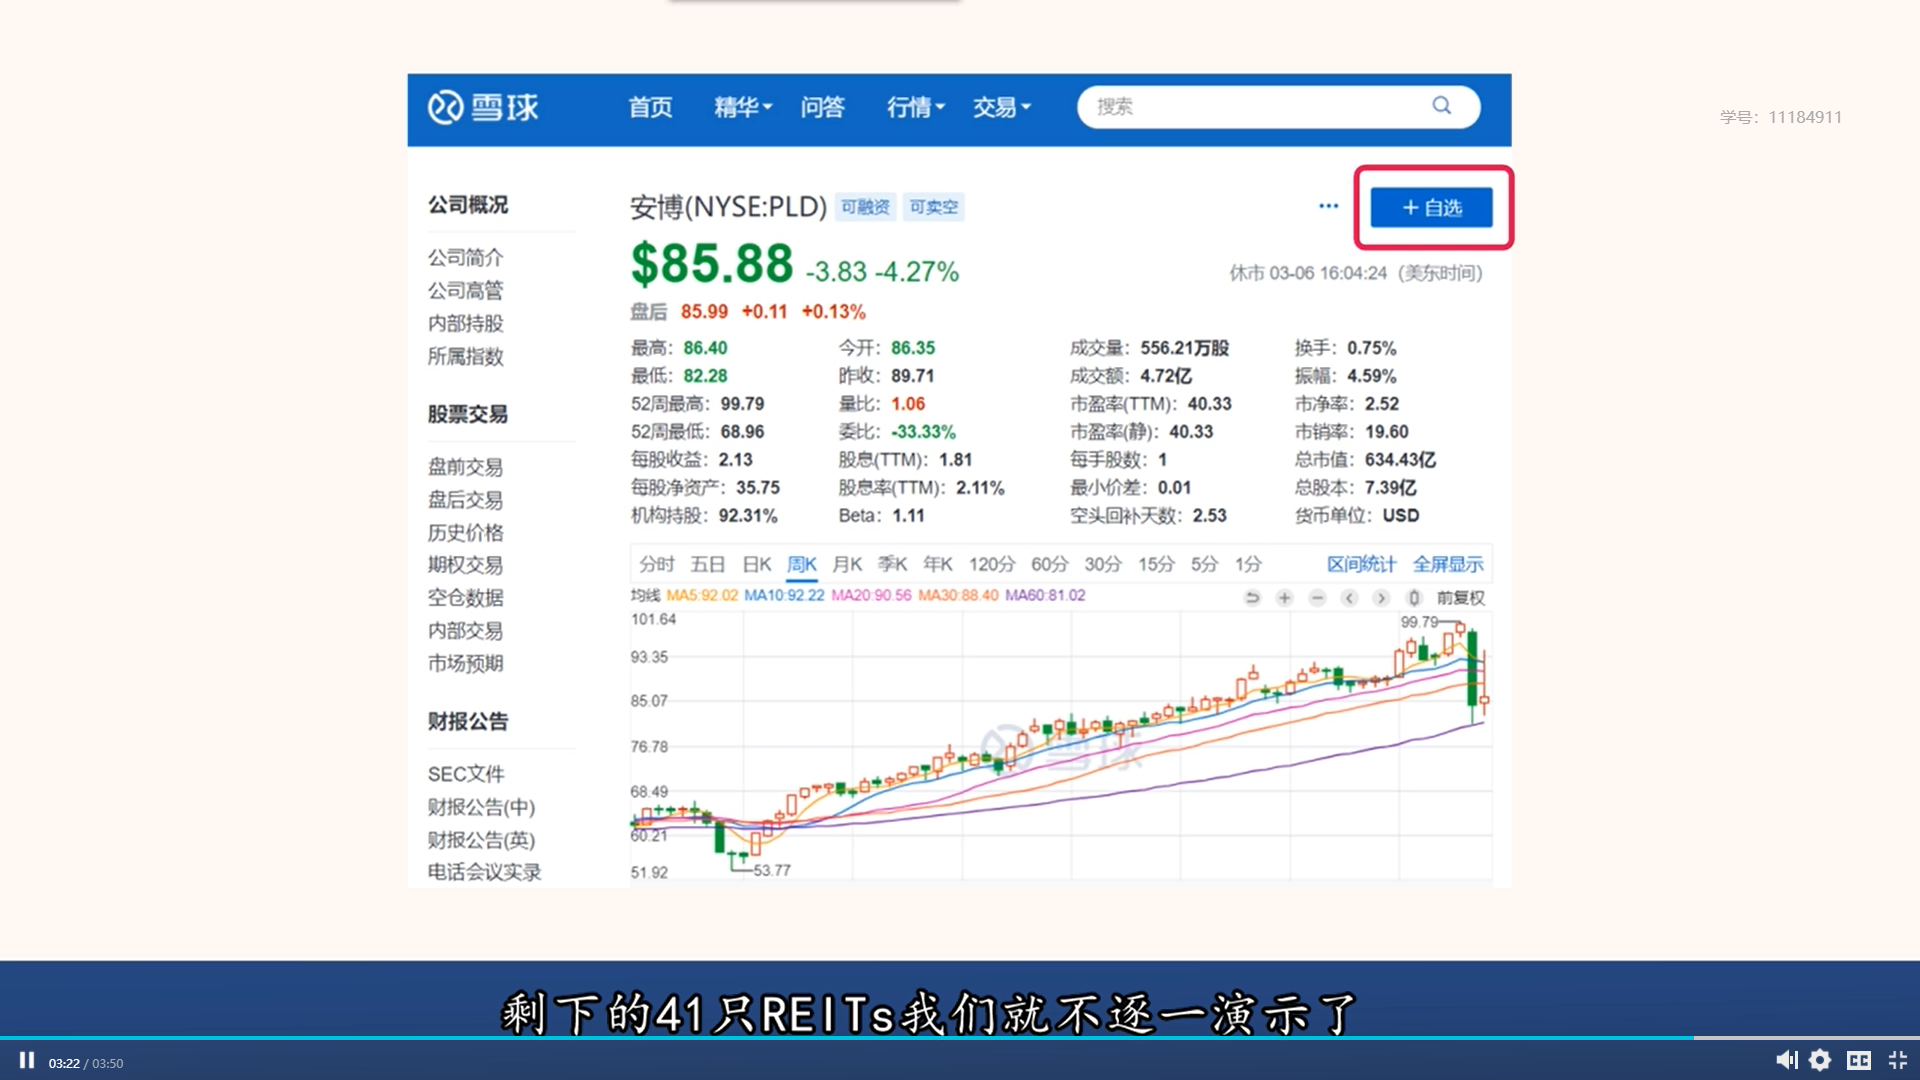 雪球 首页 精华 问答 行情 交易 搜索
学号：11184911
公司概况
公司简介
公司高管
内部持股
所属指数
股票交易
盘前交易
盘后交易
历史价格
期权交易
空仓数据
内部交易
市场预期
财报公告
SEC文件
财报公告(中)
财报公告(英)
电话会议实录
安博(NYSE:PLD) 可融资 可卖空 ··· +自选
$85.88 -3.83 -4.27% 休市 03-06 16:04:24 (美东时间)
盘后 85.99 +0.11 +0.13%
最高：86.40 今开：86.35 成交量：556.21万股 换手：0.75%
最低：82.28 昨收：89.71 成交额：4.72亿 振幅：4.59%
52周最高：99.79 量比：1.06 市盈率(TTM)：40.33 市净率：2.52
52周最低：68.96 委比：-33.33% 市盈率(静)：40.33 市销率：19.60
每股收益：2.13 股息(TTM)：1.81 每手股数：1 总市值：634.43亿
每股净资产：35.75 股息率(TTM)：2.11% 最小价差：0.01 总股本：7.39亿
机构持股：92.31% Beta：1.11 空头回补天数：2.53 货币单位：USD
分时 五日 日K 周K 月K 季K 年K 120分 60分 30分 15分 5分 1分 区间统计 全屏显示
均线 MA5:92.02 MA10:92.22 MA20:90.56 MA30:88.40 MA60:81.02 前复权
101.64
99.79
93.35
85.07
76.78
雪球
68.49
60.21
53.77
51.92
剩下的41只REITs我们就不逐一演示了
03:22 / 03:50
CC